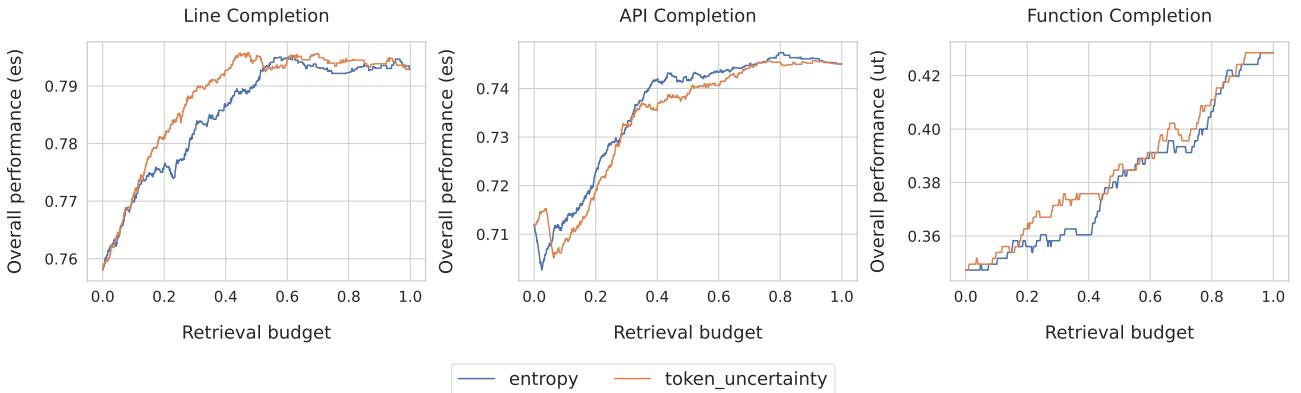 Line Completion
Overall performance (es)
0.79
0.78
0.77
0.76
0.0 0.2 0.4 0.6 0.8 1.0
Retrieval budget
API Completion
Overall performance (es)
0.74
0.73
0.72
0.71
0.0 0.2 0.4 0.6 0.8 1.0
Retrieval budget
Function Completion
Overall performance (ut)
0.42
0.40
0.38
0.36
0.0 0.2 0.4 0.6 0.8 1.0
Retrieval budget
entropy token_uncertainty